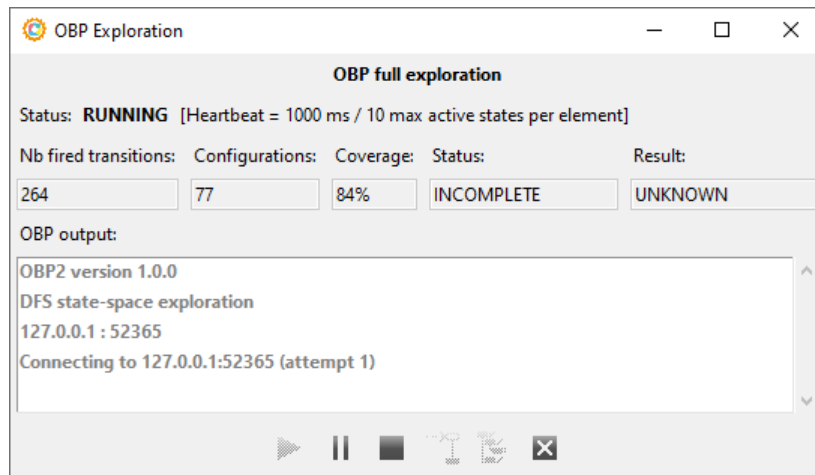 OBP Exploration
OBP full exploration
Status: RUNNING [Heartbeat = 1000 ms / 10 max active states per element]
Nb fired transitions: Configurations: Coverage: Status: Result:
264 77 84% INCOMPLETE UNKNOWN
OBP output:
OBP2 version 1.0.0
DFS state-space exploration
127.0.0.1 : 52365
Connecting to 127.0.0.1:52365 (attempt 1)